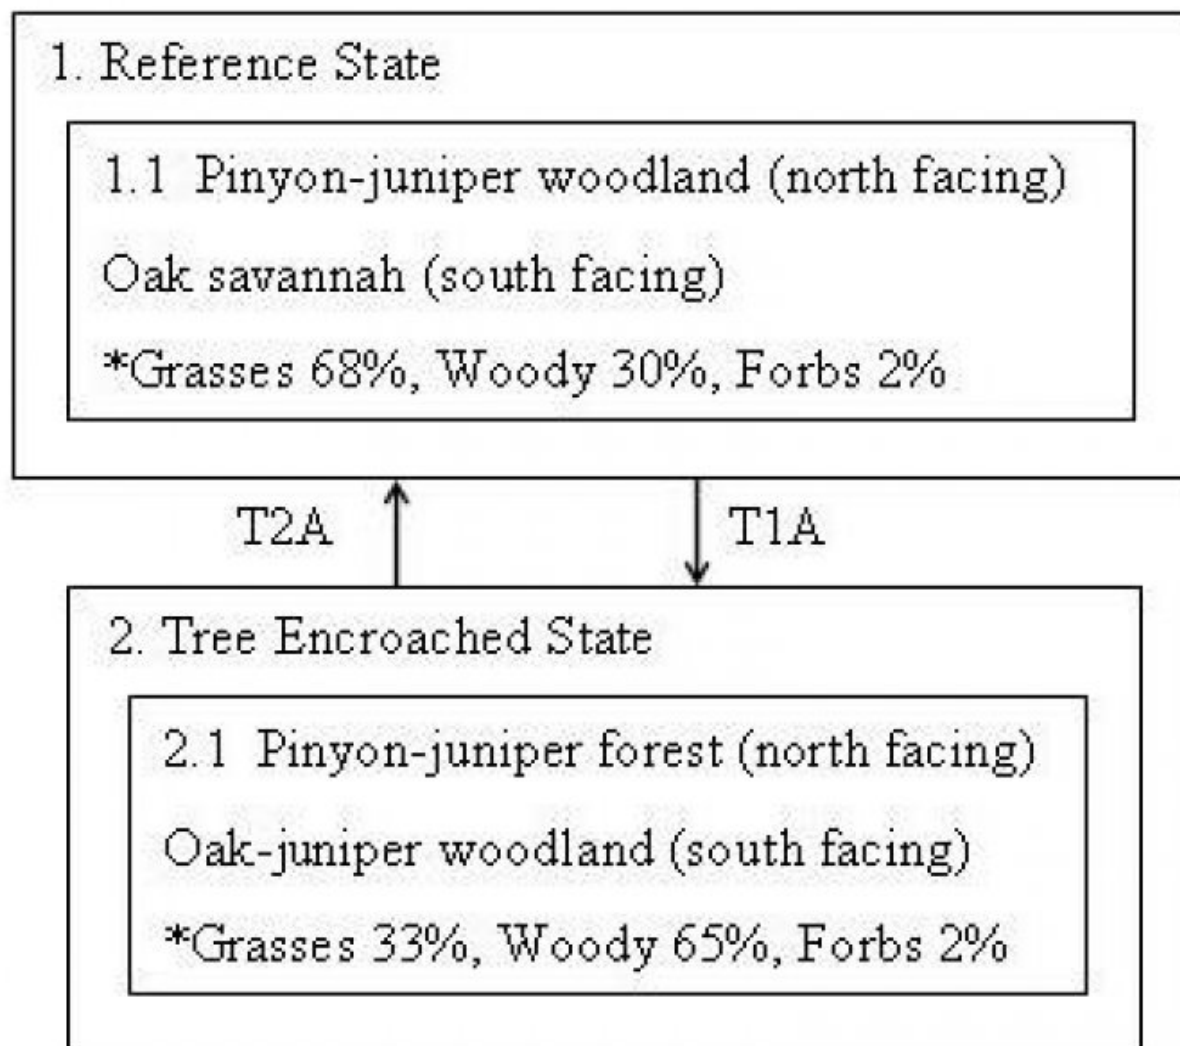 1. Reference State
1.1 Pinyon-juniper woodland (north facing)
Oak savannah (south facing)
*Grasses 68%, Woody 30%, Forbs 2%
T2A
T1A
2. Tree Encroached State
2.1 Pinyon-juniper forest (north facing)
Oak-juniper woodland (south facing)
*Grasses 33%, Woody 65%, Forbs 2%